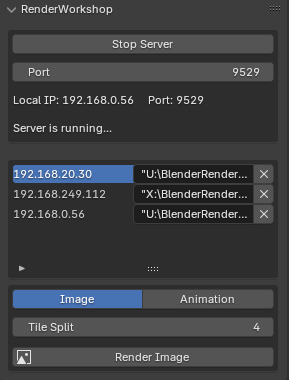 RenderWorkshop
Stop Server
Port 9529
Local IP: 192.168.0.56 Port: 9529
Server is running...
192.168.20.30 "U:\BlenderRender...
192.168.249.112 "X:\BlenderRender...
192.168.0.56 "U:\BlenderRender...
Image Animation
Tile Split 4
Render Image